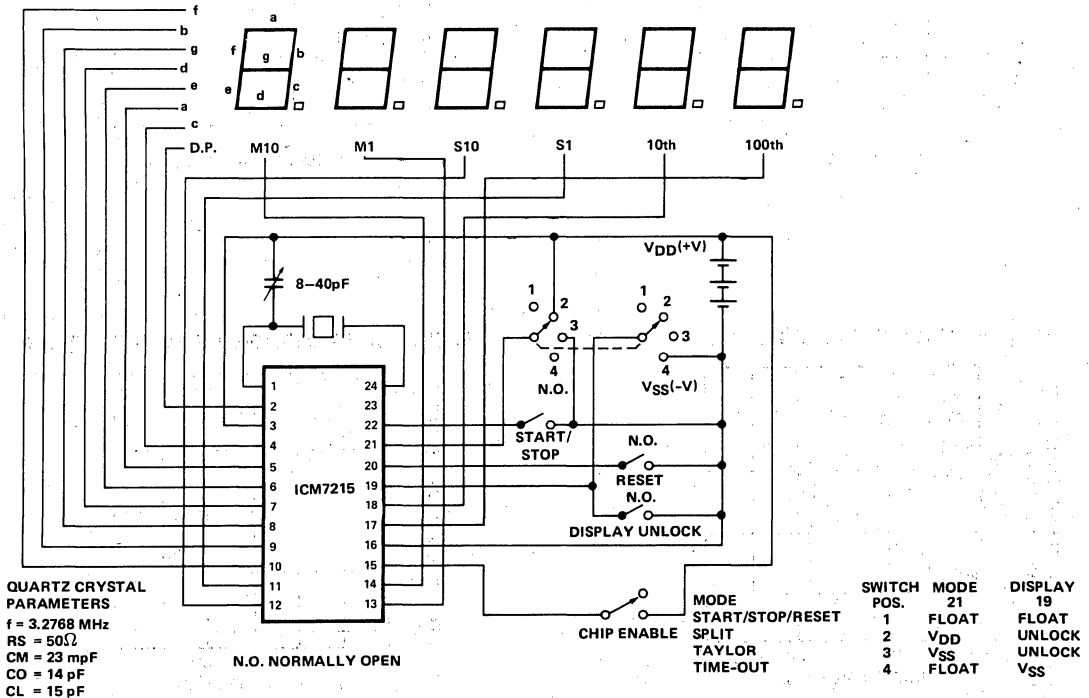 f
b
g
d
e
a
c
D.P.
a
f
b
g
e
c
d
M10 M1 S10 S1 10th 100th
VDD(+V)
8–40pF
1
2
3
4
N.O.
1
2
3
4
VSS(-V)
1 24
2 23
3 22
4 21
5 20
6 19
7 18
8 17
9 16
10 15
11 14
12 13
ICM7215
START/
STOP
N.O.
RESET
N.O.
DISPLAY UNLOCK
CHIP ENABLE
QUARTZ CRYSTAL
PARAMETERS
f = 3.2768 MHz
RS = 50Ω
CM = 23 mpF
CO = 14 pF
CL = 15 pF
N.O. NORMALLY OPEN
SWITCH MODE DISPLAY
MODE POS. 21 19
START/STOP/RESET 1 FLOAT FLOAT
SPLIT 2 VDD UNLOCK
TAYLOR 3 VSS UNLOCK
TIME-OUT 4 FLOAT VSS